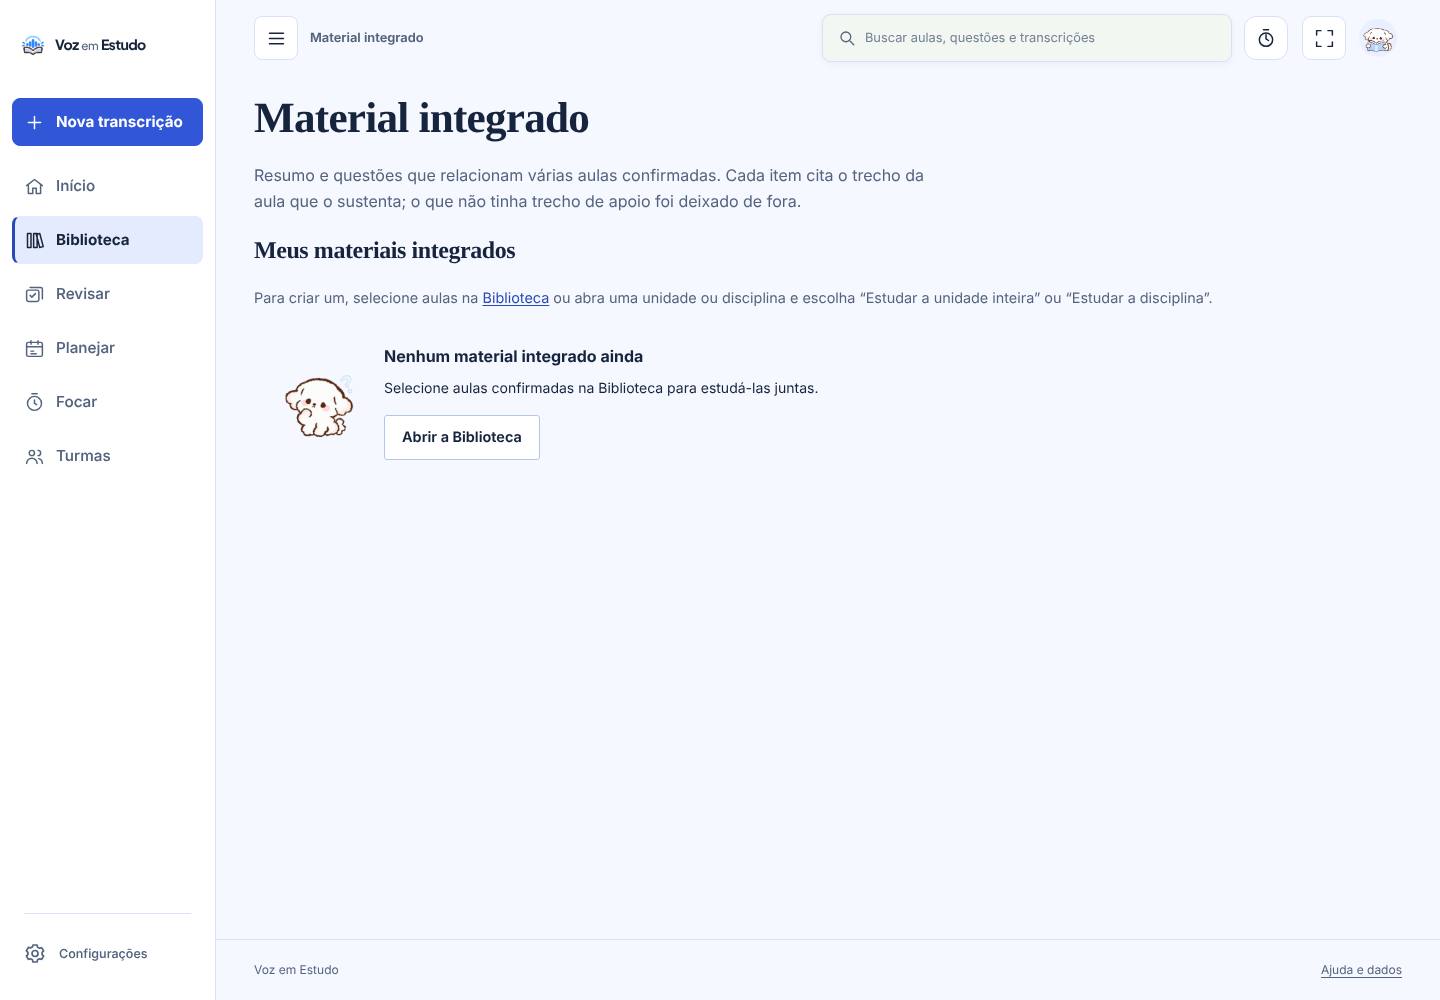 Voz em Estudo
Nova transcrição
Início
Biblioteca
Revisar
Planejar
Focar
Turmas
Configurações
Material integrado
Buscar aulas, questões e transcrições
Material integrado
Resumo e questões que relacionam várias aulas confirmadas. Cada item cita o trecho da
aula que o sustenta; o que não tinha trecho de apoio foi deixado de fora.
Meus materiais integrados
Para criar um, selecione aulas na Biblioteca ou abra uma unidade ou disciplina e escolha “Estudar a unidade inteira” ou “Estudar a disciplina”.
Nenhum material integrado ainda
Selecione aulas confirmadas na Biblioteca para estudá-las juntas.
Abrir a Biblioteca
Voz em Estudo
Ajuda e dados